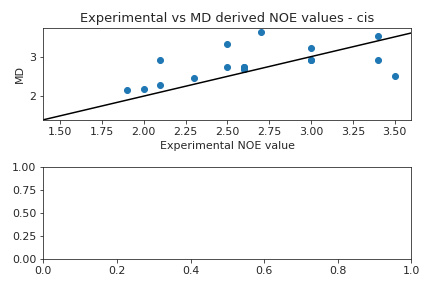 Experimental vs MD derived NOE values - cis
3
2
MD
1.50 1.75 2.00 2.25 2.50 2.75 3.00 3.25 3.50
Experimental NOE value
1.00
0.75
0.50
0.25
0.00
0.0 0.2 0.4 0.6 0.8 1.0